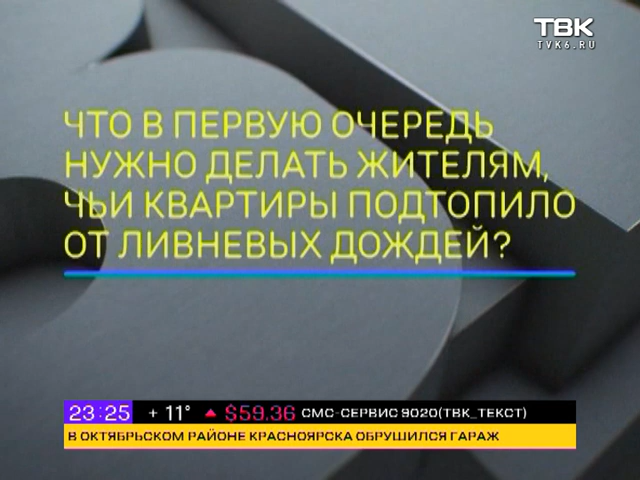 ТВК
TVK6.RU
ЧТО В ПЕРВУЮ ОЧЕРЕДЬ
НУЖНО ДЕЛАТЬ ЖИТЕЛЯМ,
ЧЬИ КВАРТИРЫ ПОДТОПИЛО
ОТ ЛИВНЕВЫХ ДОЖДЕЙ?
23:25 + 11° $59.36 СМС-СЕРВИС 9020(ТВК_ТЕКСТ)
В ОКТЯБРЬСКОМ РАЙОНЕ КРАСНОЯРСКА ОБРУШИЛСЯ ГАРАЖ